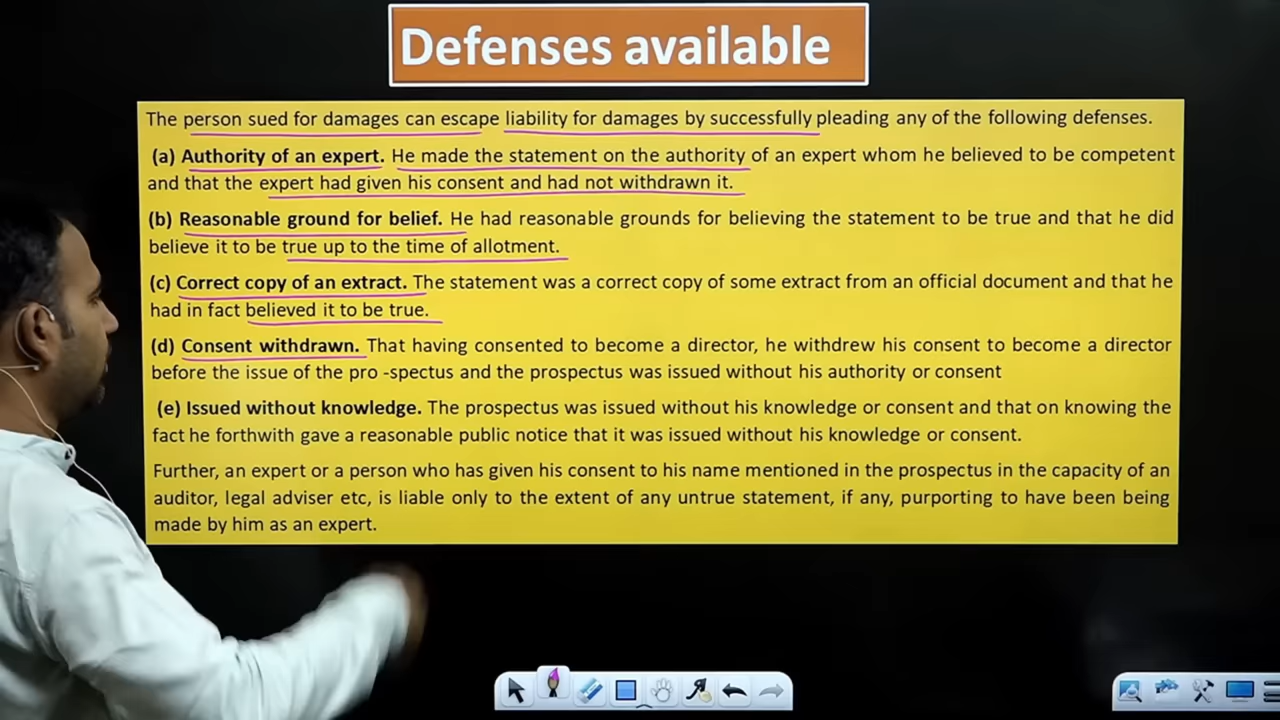 Defenses available
The person sued for damages can escape liability for damages by successfully pleading any of the following defenses.
(a) Authority of an expert. He made the statement on the authority of an expert whom he believed to be competent
and that the expert had given his consent and had not withdrawn it.
(b) Reasonable ground for belief. He had reasonable grounds for believing the statement to be true and that he did
believe it to be true up to the time of allotment.
(c) Correct copy of an extract. The statement was a correct copy of some extract from an official document and that he
had in fact believed it to be true.
(d) Consent withdrawn. That having consented to become a director, he withdrew his consent to become a director
before the issue of the pro -spectus and the prospectus was issued without his authority or consent
(e) Issued without knowledge. The prospectus was issued without his knowledge or consent and that on knowing the
fact he forthwith gave a reasonable public notice that it was issued without his knowledge or consent.
Further, an expert or a person who has given his consent to his name mentioned in the prospectus in the capacity of an
auditor, legal adviser etc, is liable only to the extent of any untrue statement, if any, purporting to have been being
made by him as an expert.